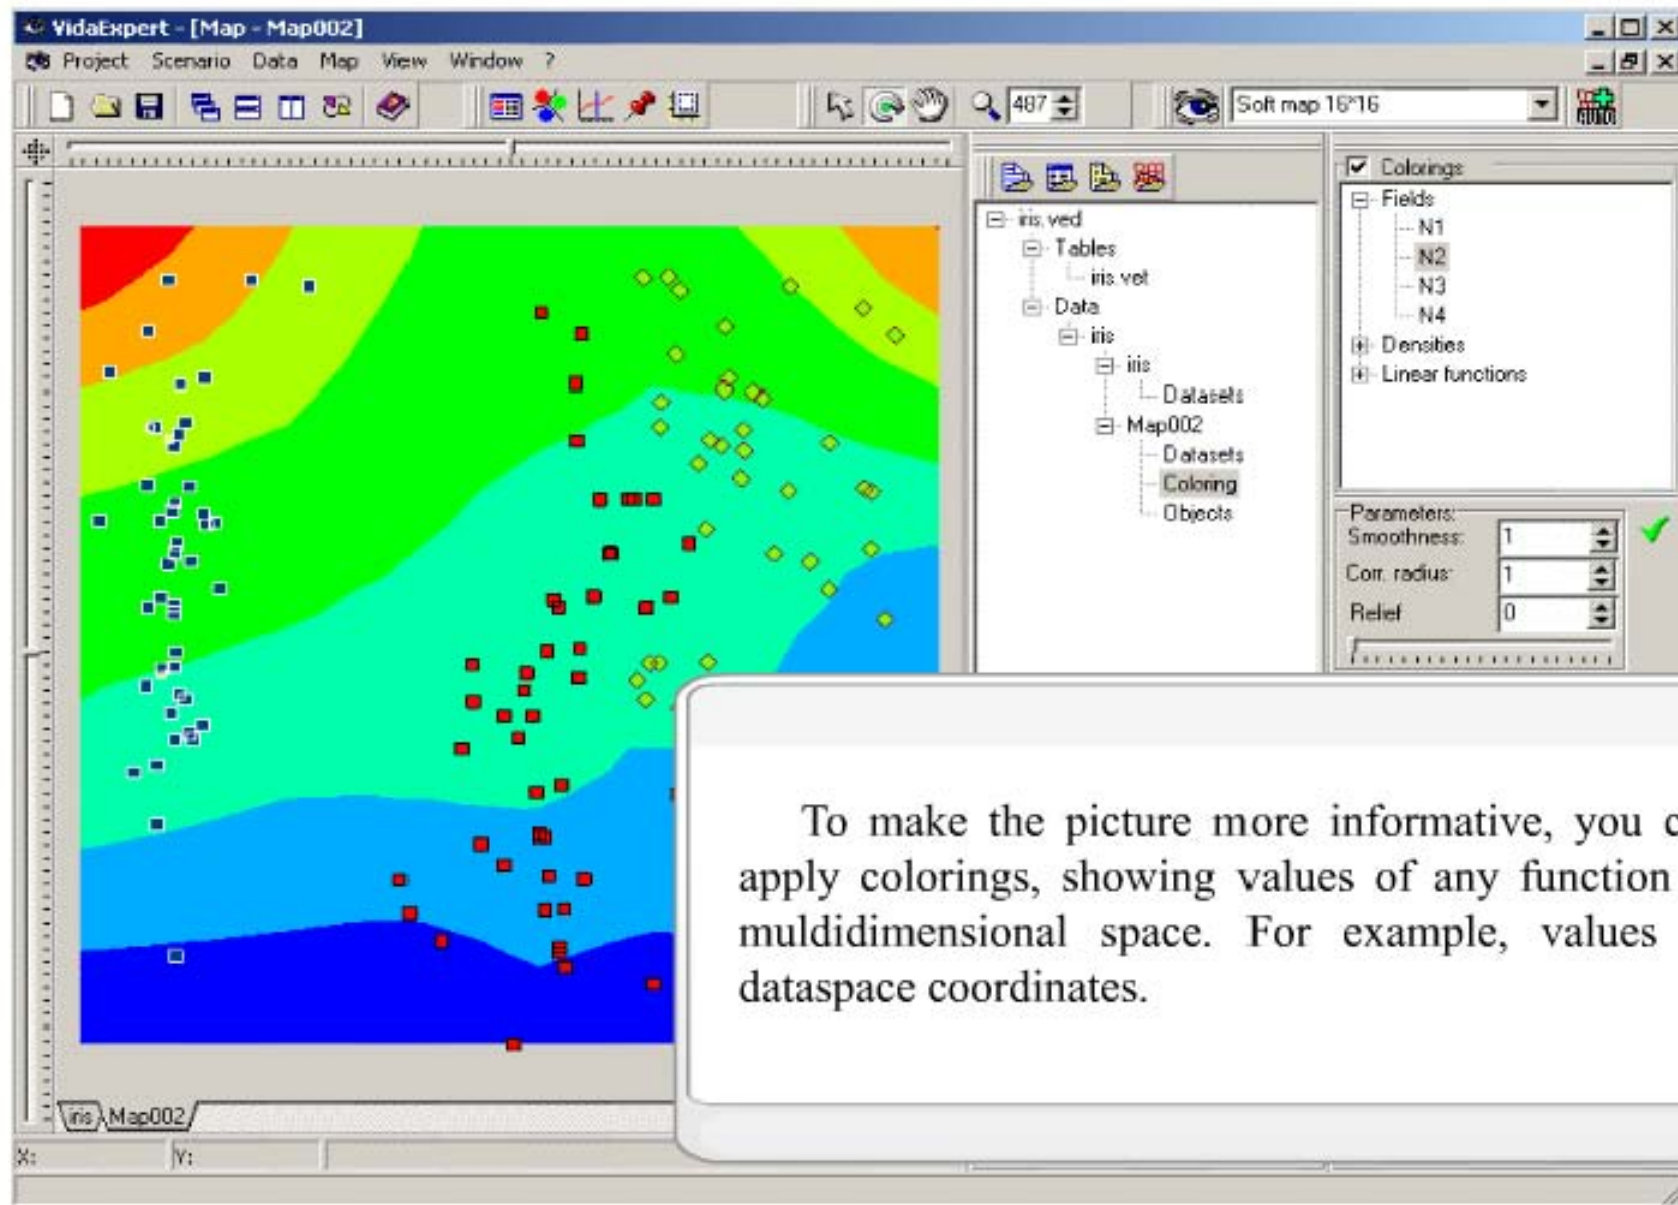 VidaExpert - [Map - Map002]
Project Scenario Data Map View Window ?
487
Soft map 16*16
iris.ved
Tables
iris.vet
Data
iris
iris
Datasets
Map002
Datasets
Coloring
Objects
Colorings
Fields
N1
N2
N3
N4
Densities
Linear functions
Parameters:
Smoothness: 1
Corr. radius: 1
Relief 0
To make the picture more informative, you c
apply colorings, showing values of any function
muldidimensional space. For example, values
dataspace coordinates.
iris Map002
X: Y: